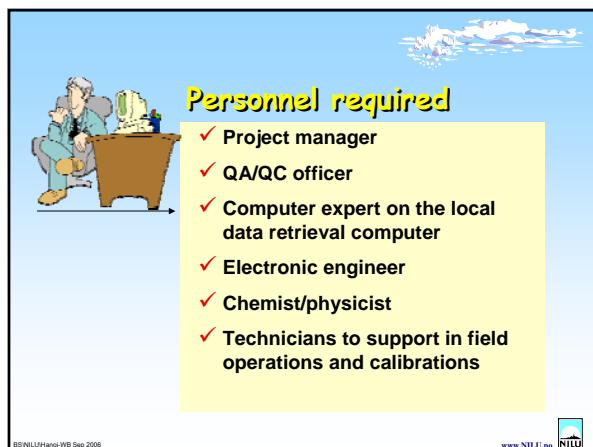 Personnel required
✓ Project manager
✓ QA/QC officer
✓ Computer expert on the local
data retrieval computer
✓ Electronic engineer
✓ Chemist/physicist
✓ Technicians to support in field
operations and calibrations
BS\NILU\Hanoi-WB Sep 2006
www.NILU.no
NILU